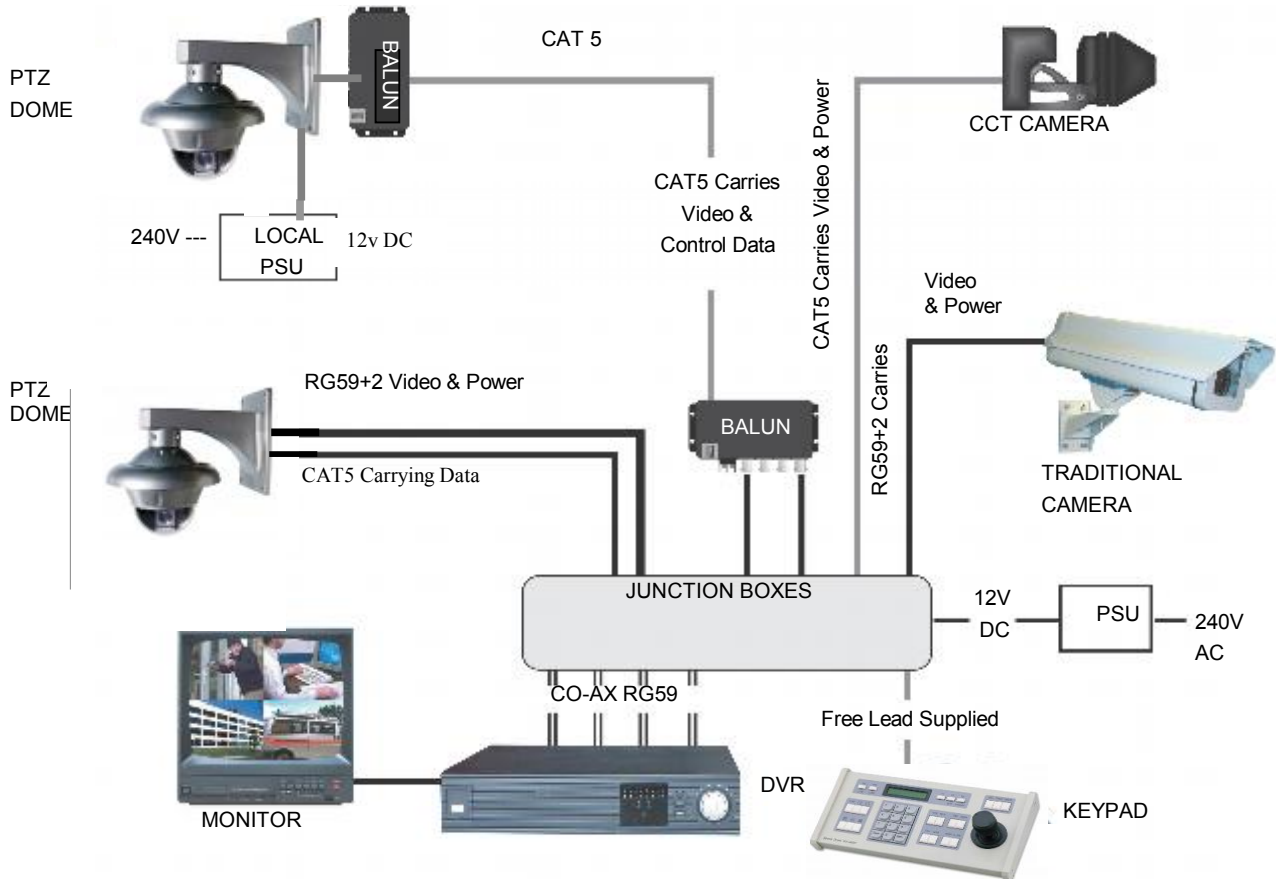 PTZ
DOME
BALUN
CAT 5
CCT CAMERA
240V ---
LOCAL
PSU
12v DC
CAT5 Carries
Video &
Control Data
CAT5 Carries Video & Power
RG59+2 Carries
Video
& Power
PTZ
DOME
RG59+2 Video & Power
CAT5 Carrying Data
BALUN
TRADITIONAL
CAMERA
JUNCTION BOXES
12V
DC
PSU
240V
AC
CO-AX RG59
Free Lead Supplied
MONITOR
DVR
KEYPAD